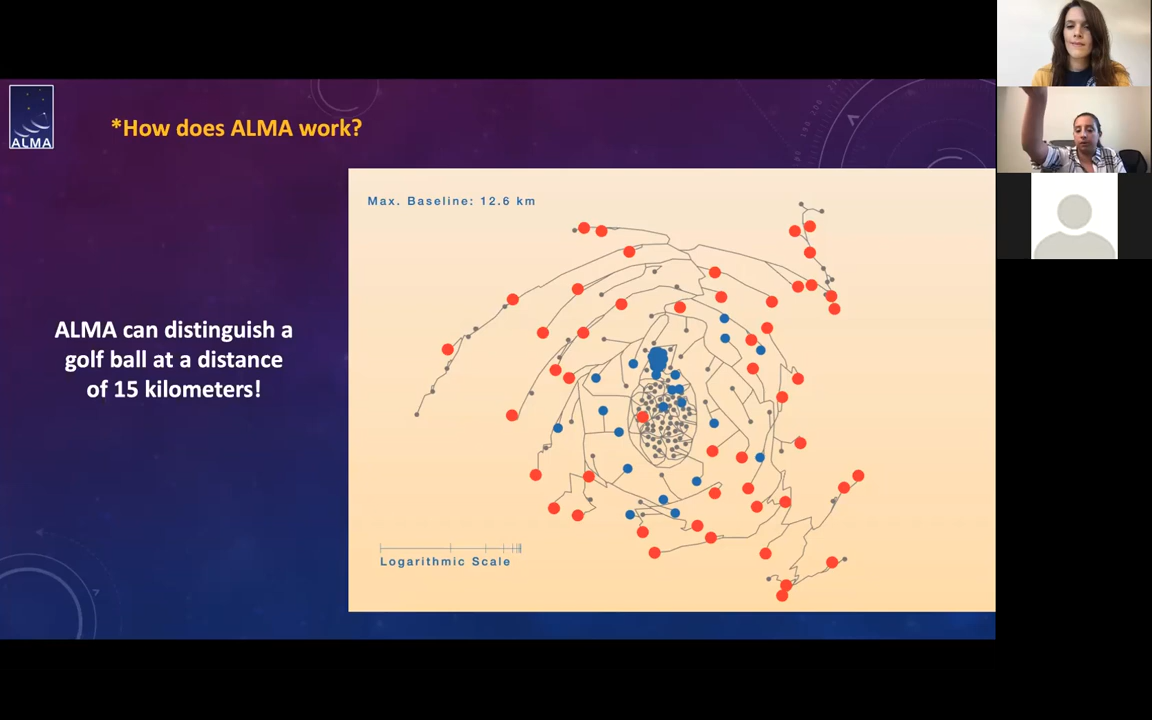 ALMA
*How does ALMA work?
Max. Baseline: 12.6 km
ALMA can distinguish a
golf ball at a distance
of 15 kilometers!
Logarithmic Scale